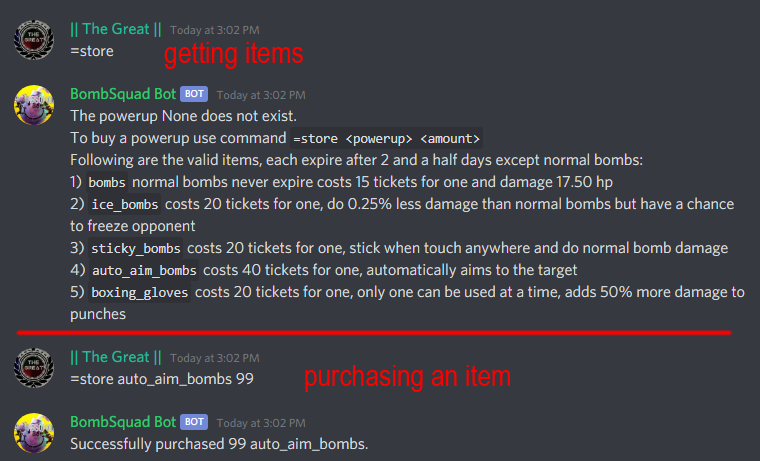 || The Great || Today at 3:02 PM
=store
getting items
BombSquad Bot BOT Today at 3:02 PM
The powerup None does not exist.
To buy a powerup use command =store <powerup> <amount>
Following are the valid items, each expire after 2 and a half days except normal bombs:
1) bombs normal bombs never expire costs 15 tickets for one and damage 17.50 hp
2) ice_bombs costs 20 tickets for one, do 0.25% less damage than normal bombs but have a chance
to freeze opponent
3) sticky_bombs costs 20 tickets for one, stick when touch anywhere and do normal bomb damage
4) auto_aim_bombs costs 40 tickets for one, automatically aims to the target
5) boxing_gloves costs 20 tickets for one, only one can be used at a time, adds 50% more damage to
punches
|| The Great || Today at 3:02 PM
=store auto_aim_bombs 99
purchasing an item
BombSquad Bot BOT Today at 3:02 PM
Successfully purchased 99 auto_aim_bombs.